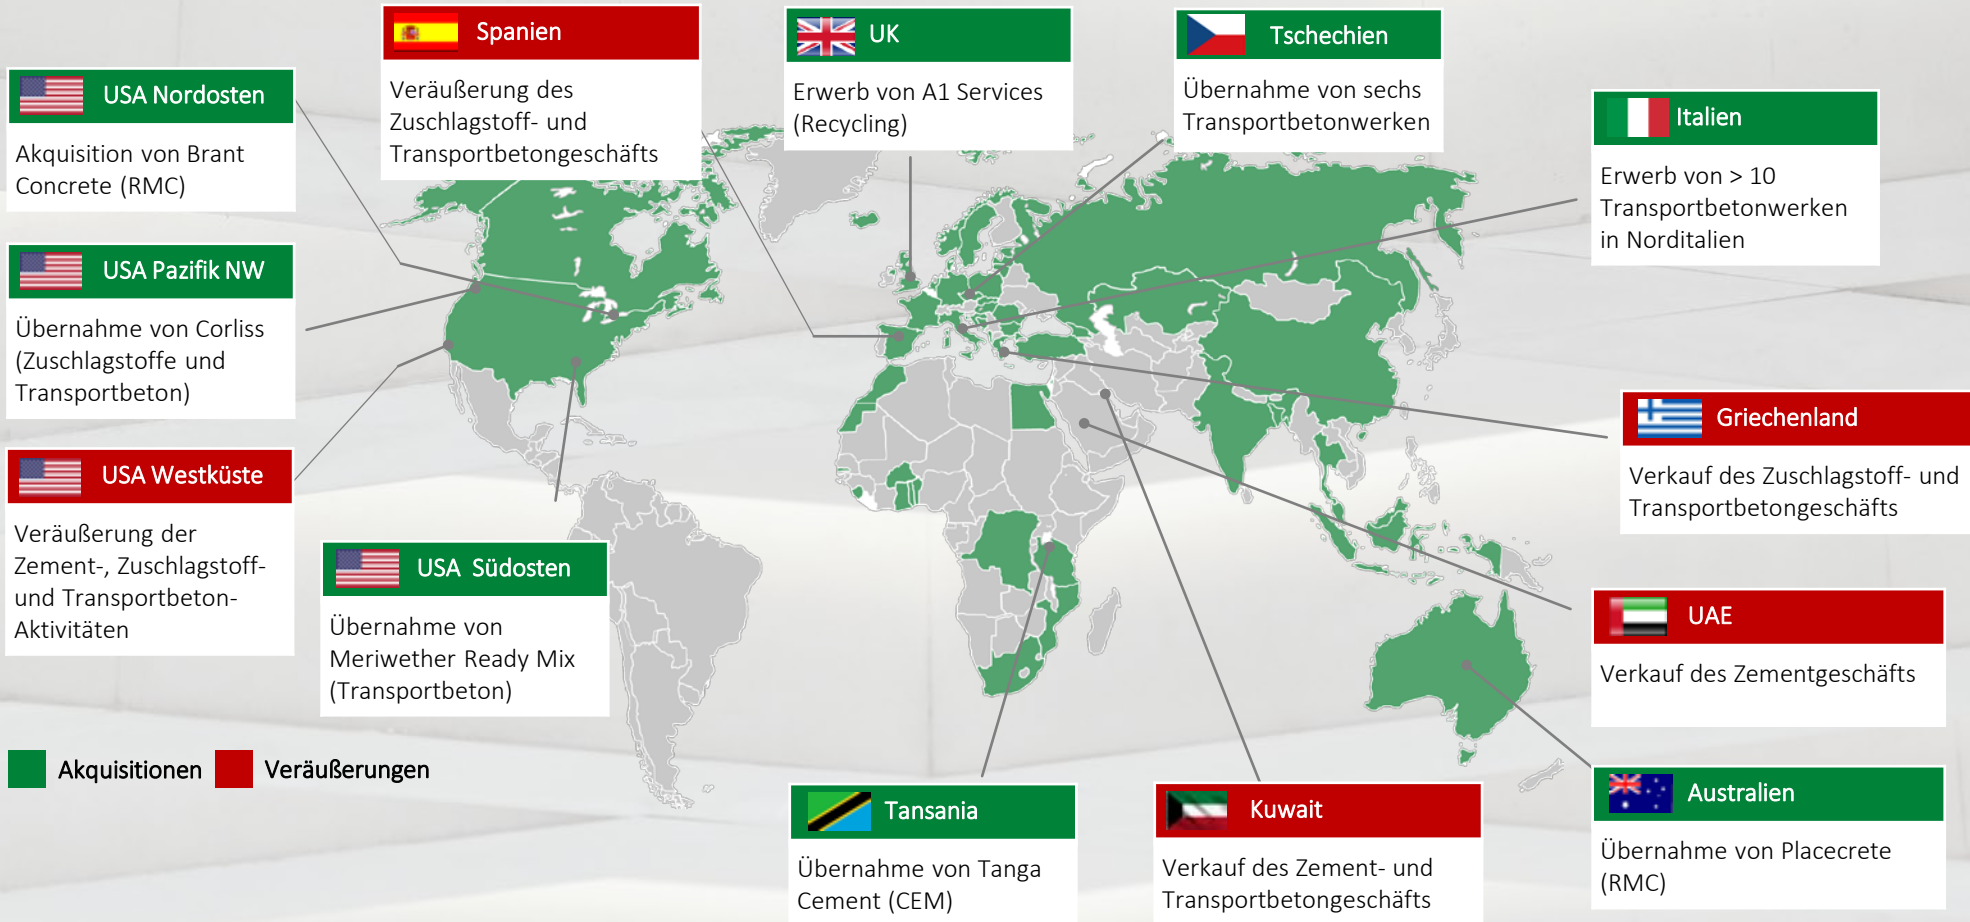 Spanien
Veräußerung des
Zuschlagstoff- und
Transportbetongeschäfts
UK
Erwerb von A1 Services
(Recycling)
Tschechien
Übernahme von sechs
Transportbetonwerken
USA Nordosten
Akquisition von Brant
Concrete (RMC)
Italien
Erwerb von > 10
Transportbetonwerken
in Norditalien
USA Pazifik NW
Übernahme von Corliss
(Zuschlagstoffe und
Transportbeton)
Griechenland
Verkauf des Zuschlagstoff- und
Transportbetongeschäfts
USA Westküste
Veräußerung der
Zement-, Zuschlagstoff-
und Transportbeton-
Aktivitäten
USA Südosten
Übernahme von
Meriwether Ready Mix
(Transportbeton)
UAE
Verkauf des Zementgeschäfts
Akquisitionen
Veräußerungen
Tansania
Übernahme von Tanga
Cement (CEM)
Kuwait
Verkauf des Zement- und
Transportbetongeschäfts
Australien
Übernahme von Placecrete
(RMC)